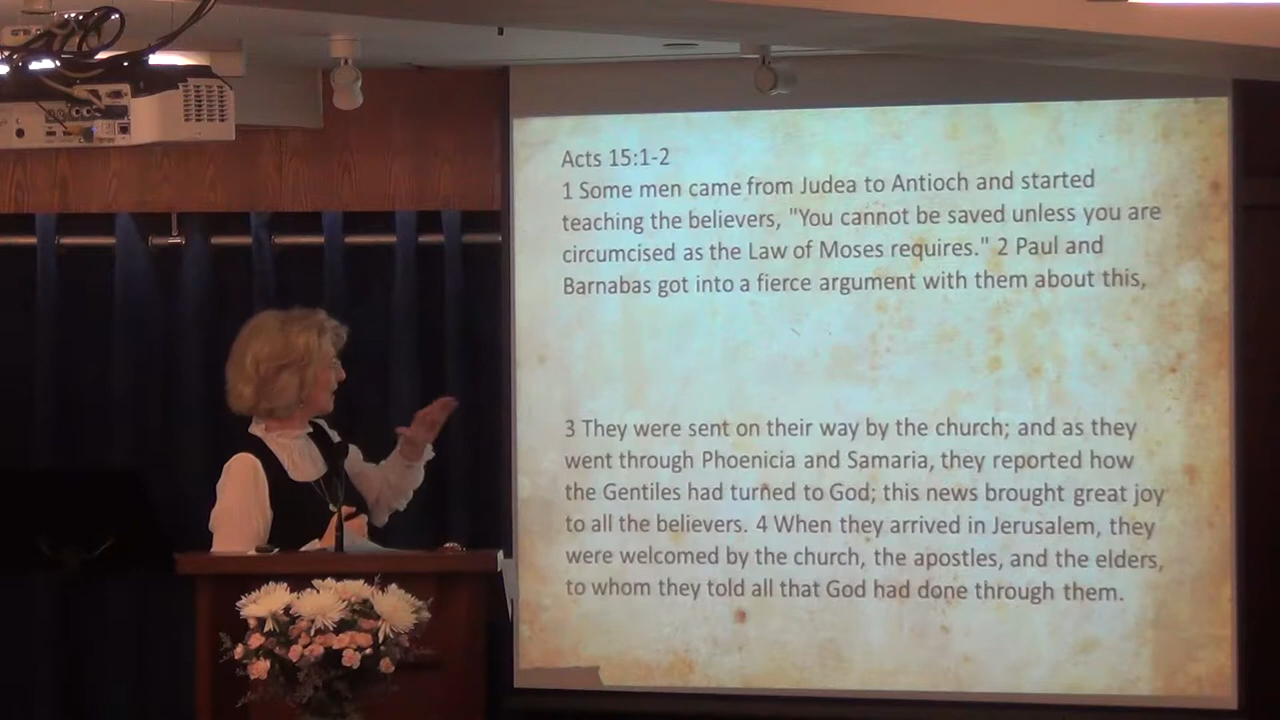 Acts 15:1-2
1 Some men came from Judea to Antioch and started
teaching the believers, "You cannot be saved unless you are
circumcised as the Law of Moses requires." 2 Paul and
Barnabas got into a fierce argument with them about this,
3 They were sent on their way by the church; and as they
went through Phoenicia and Samaria, they reported how
the Gentiles had turned to God; this news brought great joy
to all the believers. 4 When they arrived in Jerusalem, they
were welcomed by the church, the apostles, and the elders,
to whom they told all that God had done through them.